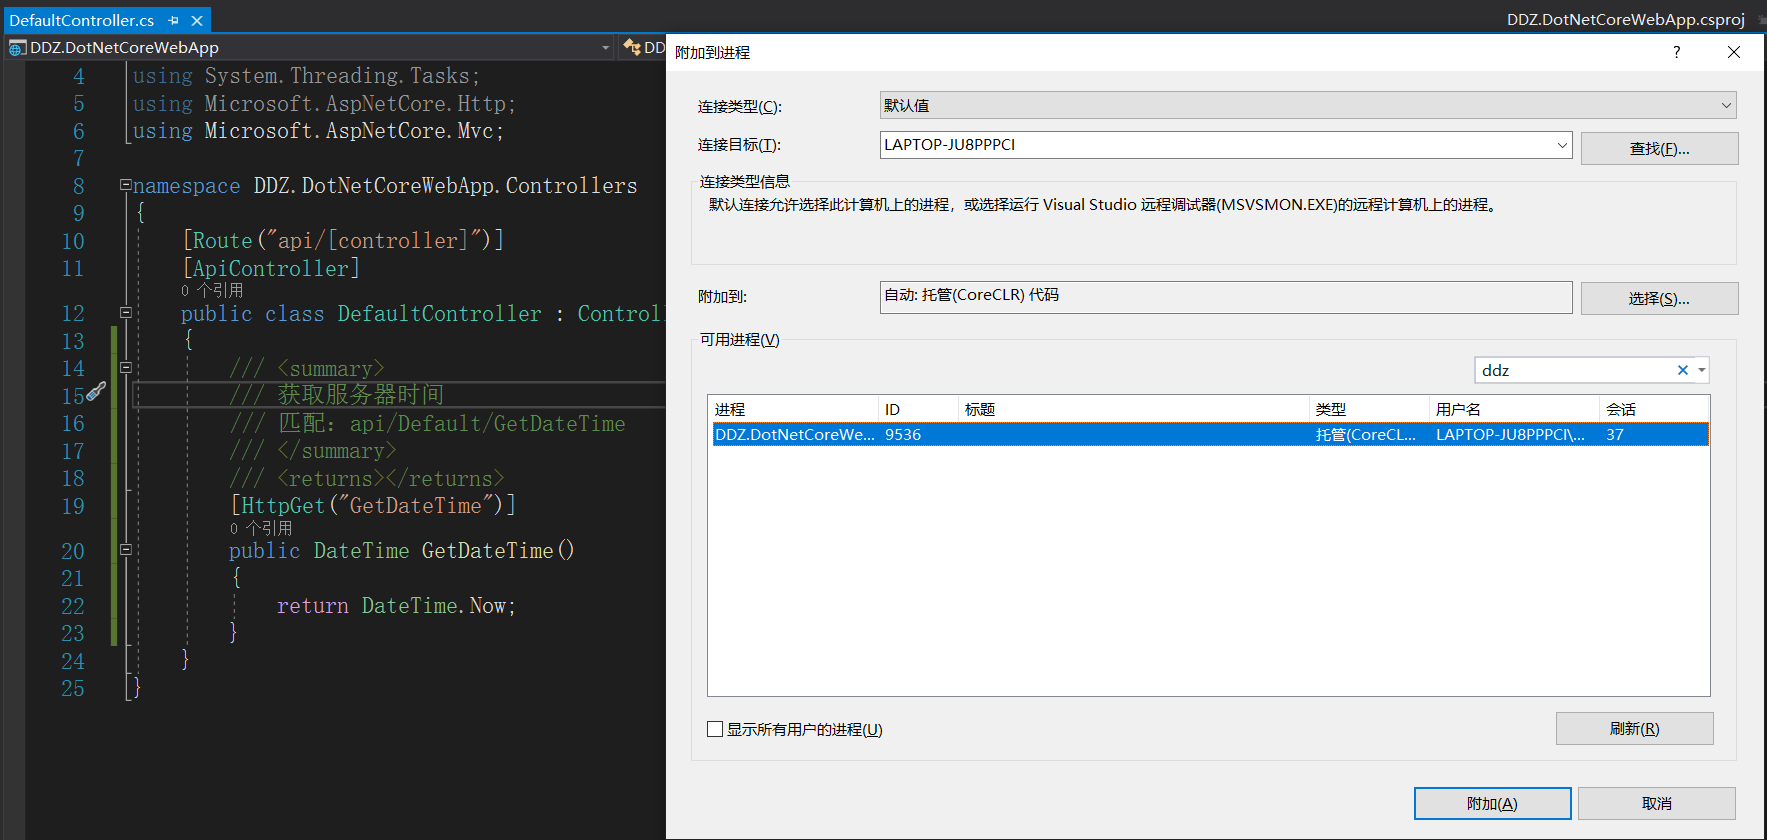 DefaultController.cs
DDZ.DotNetCoreWebApp.csproj
DDZ.DotNetCoreWebApp
DD
4 using System.Threading.Tasks;
5 using Microsoft.AspNetCore.Http;
6 using Microsoft.AspNetCore.Mvc;
7
8 namespace DDZ.DotNetCoreWebApp.Controllers
9 {
10 [Route("api/[controller]")]
11 [ApiController]
0 个引用
12 public class DefaultController : Controll
13 {
14 /// <summary>
15 /// 获取服务器时间
16 /// 匹配：api/Default/GetDateTime
17 /// </summary>
18 /// <returns></returns>
19 [HttpGet("GetDateTime")]
0 个引用
20 public DateTime GetDateTime()
21 {
22 return DateTime.Now;
23 }
24 }
25 }
附加到进程
?
连接类型(C):
默认值
连接目标(T):
LAPTOP-JU8PPPCI
查找(F)...
连接类型信息
默认连接允许选择此计算机上的进程，或选择运行 Visual Studio 远程调试器(MSVSMON.EXE)的远程计算机上的进程。
附加到:
自动: 托管(CoreCLR) 代码
选择(S)...
可用进程(V)
ddz
进程 ID 标题 类型 用户名 会话
DDZ.DotNetCoreWe... 9536 托管(CoreCL... LAPTOP-JU8PPPCI\... 37
显示所有用户的进程(U)
刷新(R)
附加(A)
取消